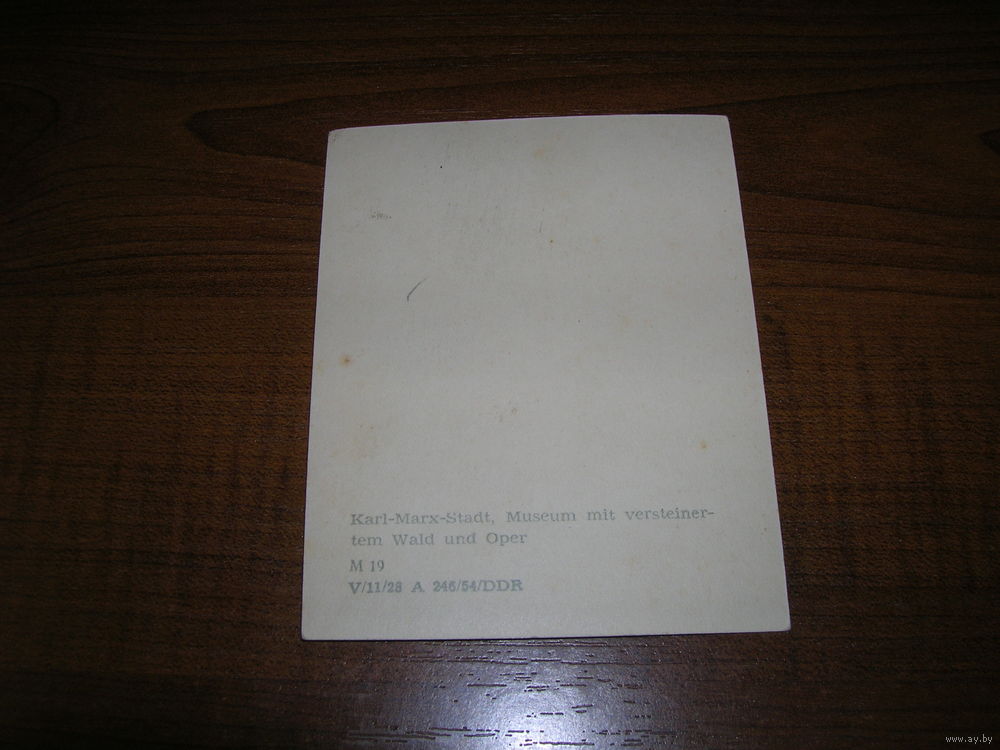 Karl-Marx-Stadt, Museum mit versteiner-
tem Wald und Oper
M 19
V/11/28 A 246/54/DDR
www.ay.by